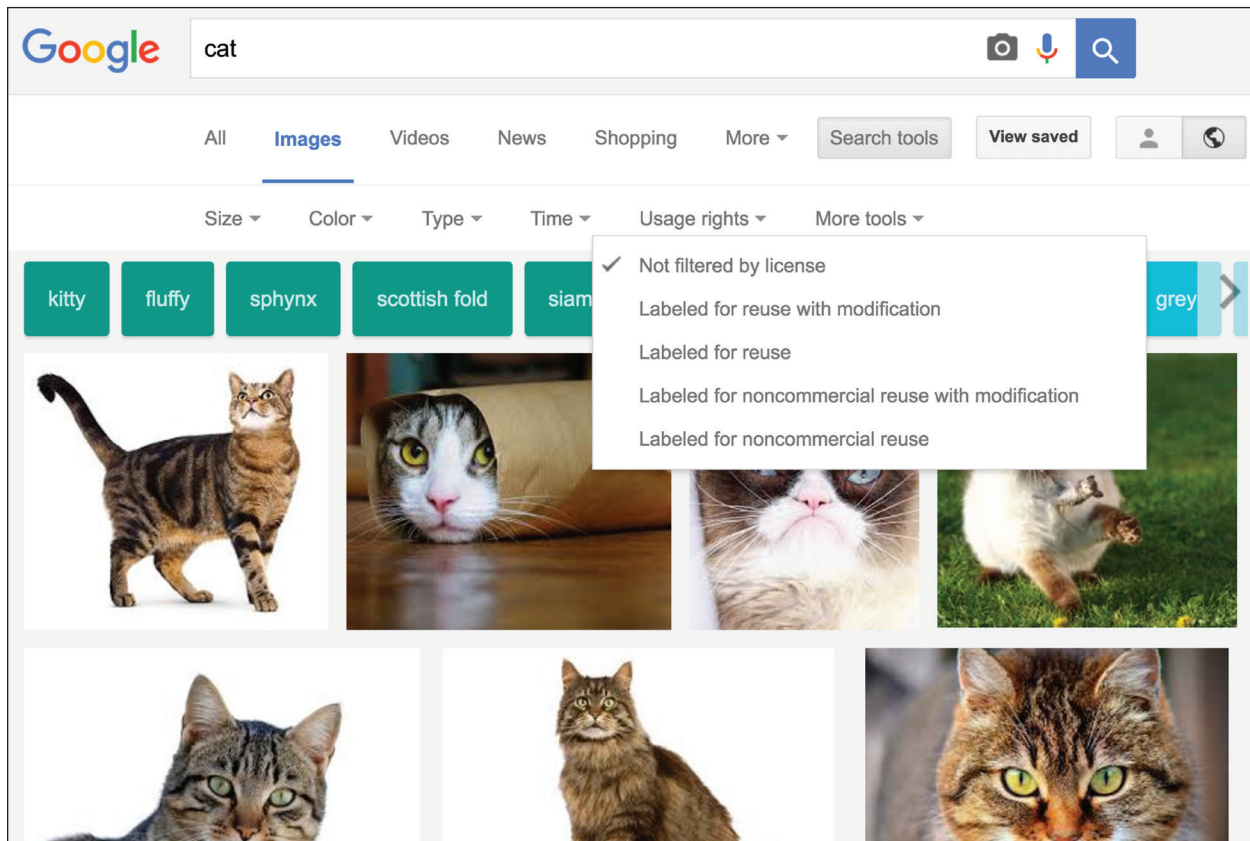 Google
cat
All Images Videos News Shopping More Search tools View saved
Size Color Type Time Usage rights More tools
Not filtered by license
Labeled for reuse with modification
Labeled for reuse
Labeled for noncommercial reuse with modification
Labeled for noncommercial reuse
kitty fluffy sphynx scottish fold siam grey